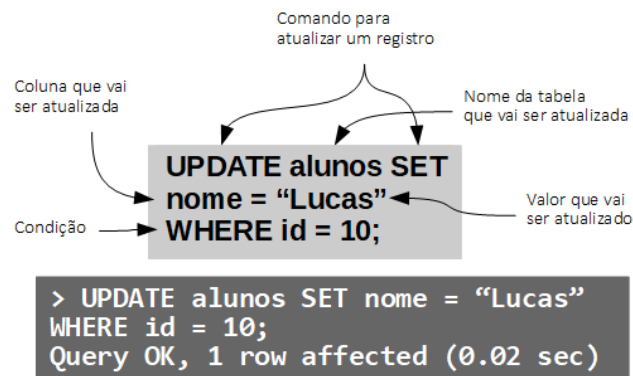 Comando para
atualizar um registro
Coluna que vai
ser atualizada
Nome da tabela
que vai ser atualizada
UPDATE alunos SET
nome = “Lucas”
WHERE id = 10;
Valor que vai
ser atualizado
Condição
> UPDATE alunos SET nome = “Lucas”
WHERE id = 10;
Query OK, 1 row affected (0.02 sec)